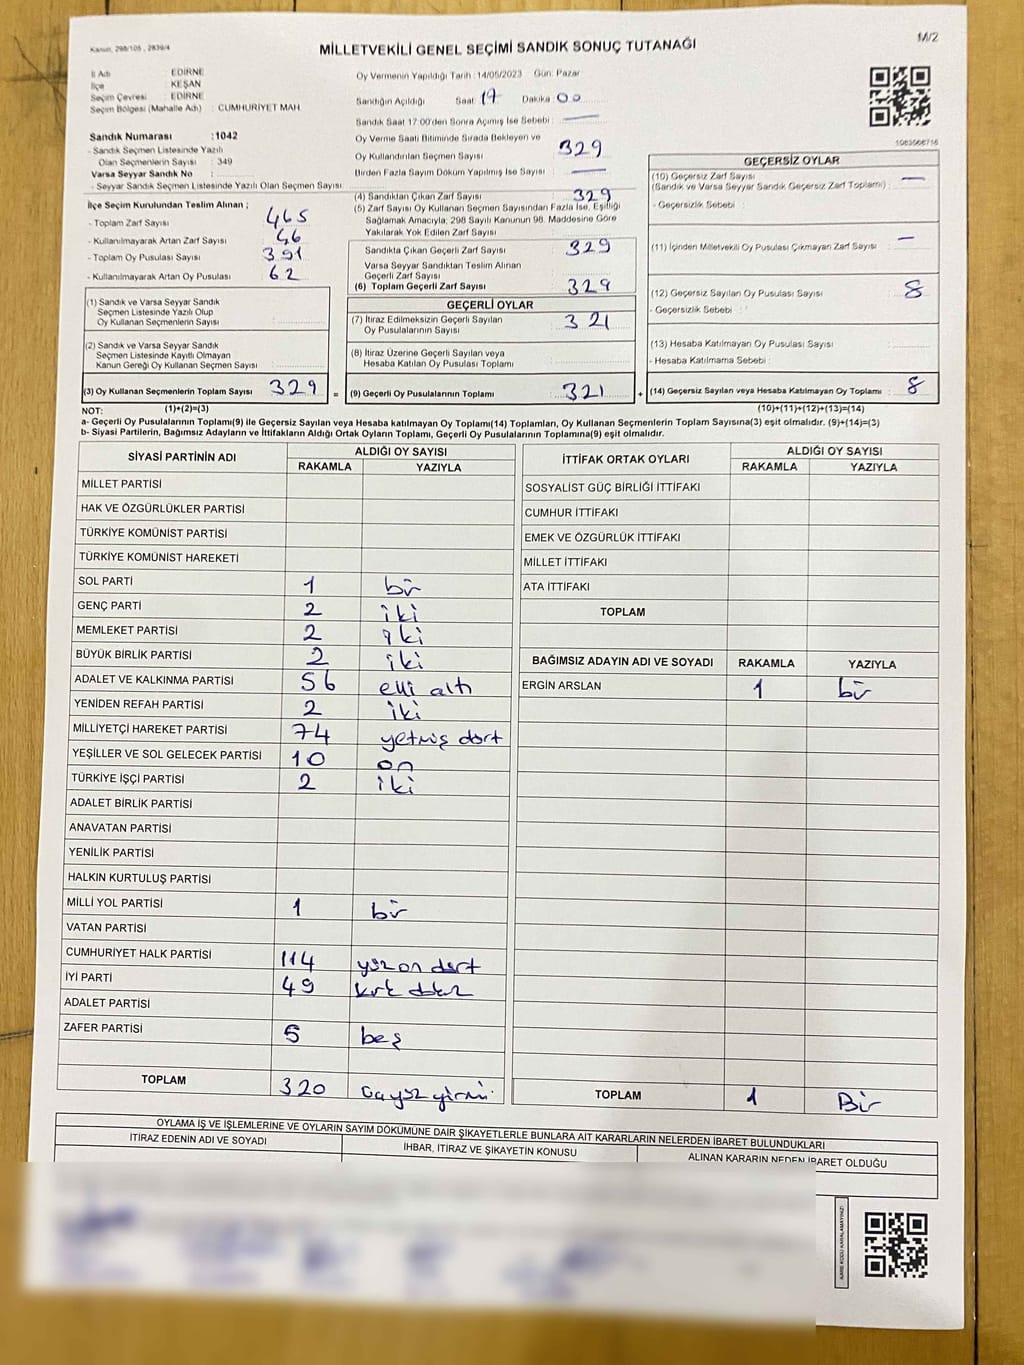 Kanun, 298/105 , 2839/4
MİLLETVEKİLİ GENEL SEÇİMİ SANDIK SONUÇ TUTANAĞI
1M/2
İl Adı EDİRNE
İlçe KEŞAN
Seçim Çevresi EDİRNE
Seçim Bölgesi (Mahalle Adı) : CUMHURİYET MAH.
Sandık Numarası :1042
- Sandık Seçmen Listesinde Yazılı
Olan Seçmenlerin Sayısı : 349
Varsa Seyyar Sandık No :
- Seyyar Sandık Seçmen Listesinde Yazılı Olan Seçmen Sayısı
İlçe Seçim Kurulundan Teslim Alınan ;
- Toplam Zarf Sayısı 465
- Kullanılmayarak Artan Zarf Sayısı
- Toplam Oy Pusulası Sayısı 391
- Kullanılmayarak Artan Oy Pusulası 62
Oy Vermenin Yapıldığı Tarih :14/05/2023 Gün: Pazar
Sandığın Açıldığı Saat 17 Dakika 00
Sandık Saat 17:00'den Sonra Açımış İse Sebebi : —
Oy Verme Saati Bitiminde Sırada Bekleyen ve
Oy Kullandırılan Seçmen Sayısı 329
Birden Fazla Sayım Döküm Yapılmış İse Sayısı : —
(4) Sandıktan Çıkan Zarf Sayısı 329
(5) Zarf Sayısı Oy Kullanan Seçmen Sayısından Fazla İse, Eşitliği
Sağlamak Amacıyla; 298 Sayılı Kanunun 98. Maddesine Göre
Yakılarak Yok Edilen Zarf Sayısı
Sandıkta Çıkan Geçerli Zarf Sayısı 329
Varsa Seyyar Sandıktan Teslim Alınan
Geçerli Zarf Sayısı
(6) Toplam Geçerli Zarf Sayısı 329
(1) Sandık ve Varsa Seyyar Sandık
Seçmen Listesinde Yazılı Olup
Oy Kullanan Seçmenlerin Sayısı
(2) Sandık ve Varsa Seyyar Sandık
Seçmen Listesinde Kayıtlı Olmayan
Kanun Gereği Oy Kullanan Seçmen Sayısı
(3) Oy Kullanan Seçmenlerin Toplam Sayısı 329 =
GEÇERLİ OYLAR
(7) İtiraz Edilmeksizin Geçerli Sayılan
Oy Pusulalarının Sayısı : 321
(8) İtiraz Üzerine Geçerli Sayılan veya
Hesaba Katılan Oy Pusulası Toplamı :
(9) Geçerli Oy Pusulalarının Toplamı : 321 +
GEÇERSİZ OYLAR
(10) Geçersiz Zarf Sayısı : —
(Sandık ve Varsa Seyyar Sandık Geçersiz Zarf Toplamı)
- Geçersizlik Sebebi :
(11) İçinden Milletvekili Oy Pusulası Çıkmayan Zarf Sayısı : —
(12) Geçersiz Sayılan Oy Pusulası Sayısı : 8
- Geçersizlik Sebebi :
(13) Hesaba Katılmayan Oy Pusulası Sayısı :
- Hesaba Katılmama Sebebi :
(14) Geçersiz Sayılan veya Hesaba Katılmayan Oy Toplamı : 8
NOT: (1)+(2)=(3) (10)+(11)+(12)+(13)=(14)
a- Geçerli Oy Pusulalarının Toplamı(9) ile Geçersiz Sayılan veya Hesaba katılmayan Oy Toplamı(14) Toplamları, Oy Kullanan Seçmenlerin Toplam Sayısına(3) eşit olmalıdır. (9)+(14)=(3)
b- Siyasi Partilerin, Bağımsız Adayların ve İttifakların Aldığı Ortak Oyların Toplamı, Geçerli Oy Pusulalarının Toplamına(9) eşit olmalıdır.
SİYASİ PARTİNİN ADI ALDIĞI OY SAYISI
RAKAMLA YAZIYLA
MİLLET PARTİSİ
HAK VE ÖZGÜRLÜKLER PARTİSİ
TÜRKİYE KOMÜNİST PARTİSİ
TÜRKİYE KOMÜNİST HAREKETİ
SOL PARTİ 1 bir
GENÇ PARTİ 2 iki
MEMLEKET PARTİSİ 2 iki
BÜYÜK BİRLİK PARTİSİ 2 iki
ADALET VE KALKINMA PARTİSİ 56 elli altı
YENİDEN REFAH PARTİSİ 2 iki
MİLLİYETÇİ HAREKET PARTİSİ 74 yetmiş dört
YEŞİLLER VE SOL GELECEK PARTİSİ 10 on
TÜRKİYE İŞÇİ PARTİSİ 2 iki
ADALET BİRLİK PARTİSİ
ANAVATAN PARTİSİ
YENİLİK PARTİSİ
HALKIN KURTULUŞ PARTİSİ
MİLLİ YOL PARTİSİ 1 bir
VATAN PARTİSİ
CUMHURİYET HALK PARTİSİ 114 yüz on dört
İYİ PARTİ 49 kırk dokuz
ADALET PARTİSİ
ZAFER PARTİSİ 5 beş
TOPLAM 320 üç yüz yirmi
İTTİFAK ORTAK OYLARI ALDIĞI OY SAYISI
RAKAMLA YAZIYLA
SOSYALİST GÜÇ BİRLİĞİ İTTİFAKI
CUMHUR İTTİFAKI
EMEK VE ÖZGÜRLÜK İTTİFAKI
MİLLET İTTİFAKI
ATA İTTİFAKI
TOPLAM
BAĞIMSIZ ADAYIN ADI VE SOYADI RAKAMLA YAZIYLA
ERGİN ARSLAN 1 bir
TOPLAM 1 Bir
OYLAMA İŞ VE İŞLEMLERİNE VE OYLARIN SAYIM DÖKÜMÜNE DAİR ŞİKAYETLERLE BUNLARA AİT KARARLARIN NELERDEN İBARET BULUNDUKLARI
İTİRAZ EDENİN ADI VE SOYADI
İHBAR, İTİRAZ VE ŞİKAYETİN KONUSU
ALINAN KARARIN NEDEN İBARET OLDUĞU